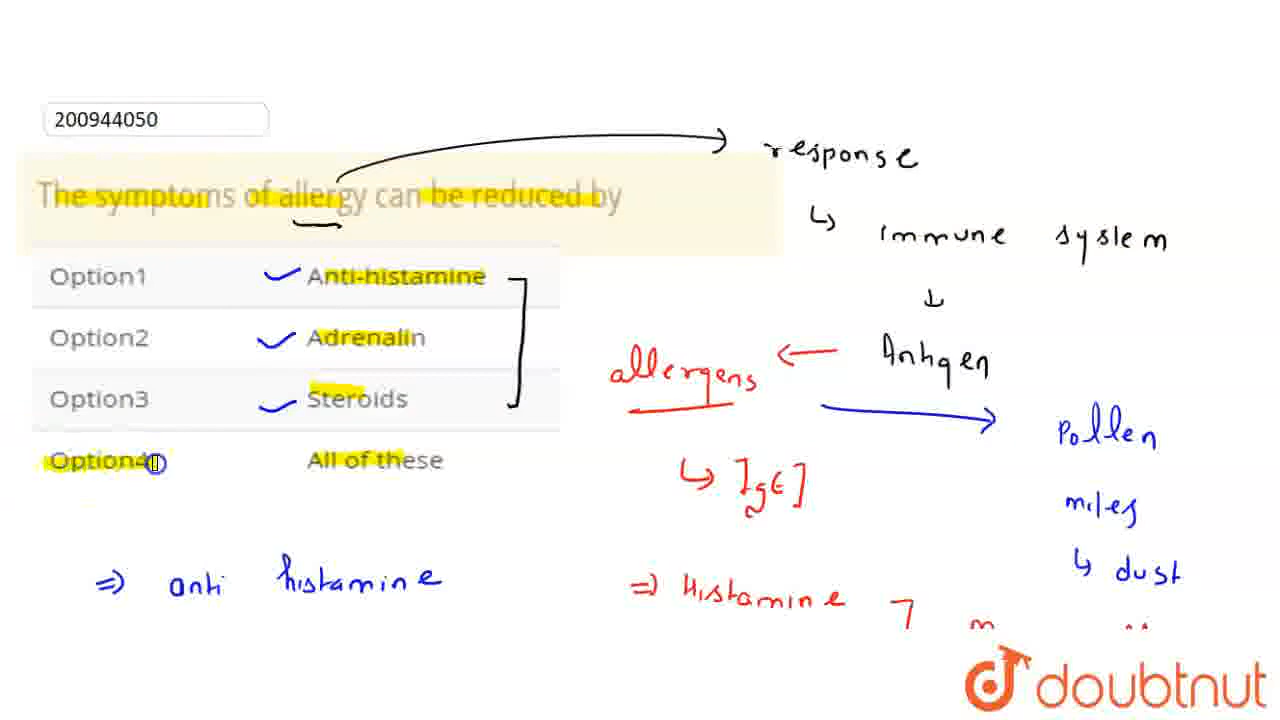 200944050
The symptoms of allergy can be reduced by
Option1 Anti-histamine
Option2 Adrenalin
Option3 Steroids
Option4 All of these
response
↳ immune system
↓
Antigen
allergens ←
→ Pollen
↳ IgE]
mites
↳ dust
⇒ anti histamine
⇒ Histamine
doubtnut